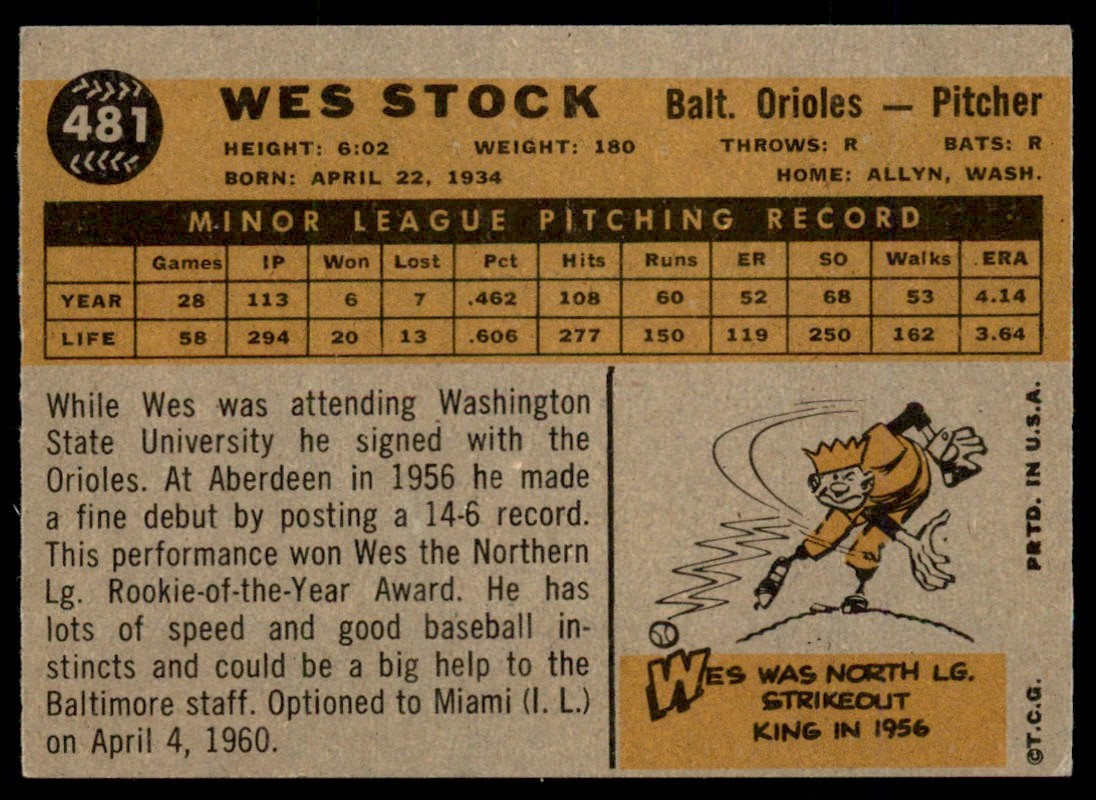 481
WES STOCK Balt. Orioles — Pitcher
HEIGHT: 6:02 WEIGHT: 180 THROWS: R BATS: R
BORN: APRIL 22, 1934 HOME: ALLYN, WASH.
MINOR LEAGUE PITCHING RECORD
Games IP Won Lost Pct Hits Runs ER SO Walks ERA
YEAR 28 113 6 7 .462 108 60 52 68 53 4.14
LIFE 58 294 20 13 .606 277 150 119 250 162 3.64
While Wes was attending Washington
State University he signed with the
Orioles. At Aberdeen in 1956 he made
a fine debut by posting a 14-6 record.
This performance won Wes the Northern
Lg. Rookie-of-the-Year Award. He has
lots of speed and good baseball in-
stincts and could be a big help to the
Baltimore staff. Optioned to Miami (I. L.)
on April 4, 1960.
WES WAS NORTH LG.
STRIKEOUT
KING IN 1956
©T.C.G. PRTD. IN U.S.A.